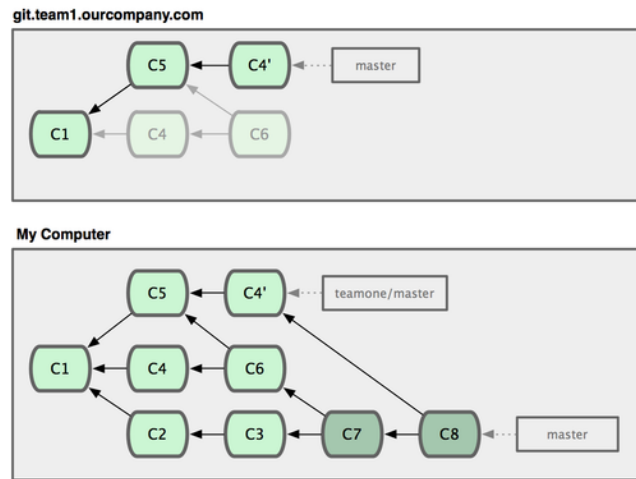 git.team1.ourcompany.com
C5 C4' master
C1 C4 C6
My Computer
C5 C4' teamone/master
C1 C4 C6
C2 C3 C7 C8 master